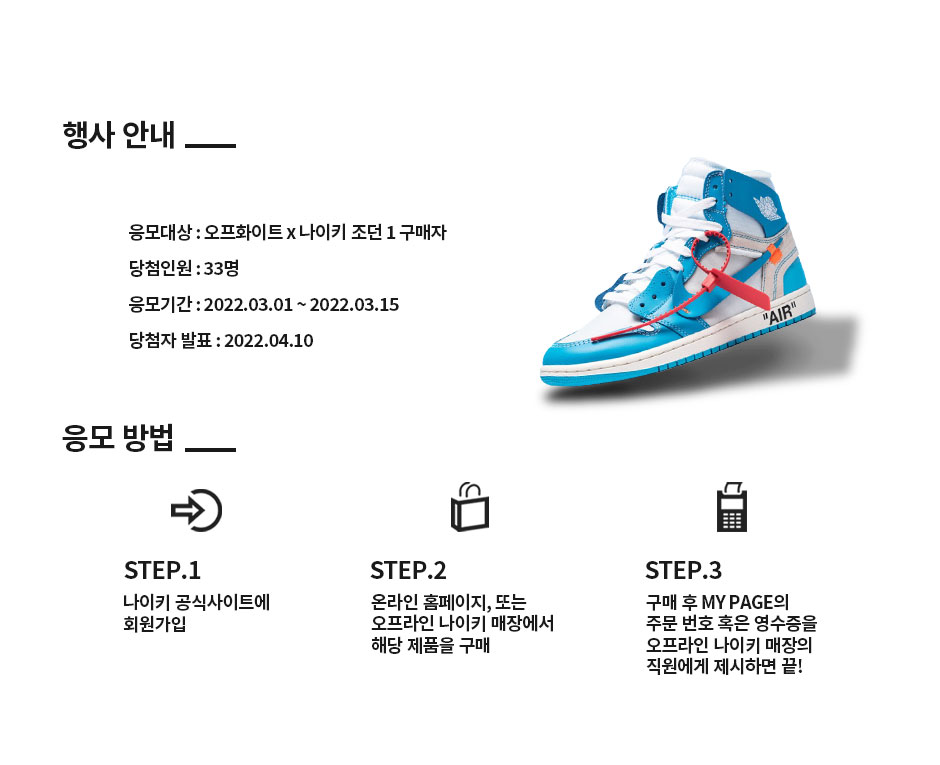 행사 안내
응모대상 : 오프화이트 x 나이키 조던 1 구매자
당첨인원 : 33명
응모기간 : 2022.03.01 ~ 2022.03.15
당첨자 발표 : 2022.04.10
"AIR"
응모 방법
STEP.1
나이키 공식사이트에
회원가입
STEP.2
온라인 홈페이지, 또는
오프라인 나이키 매장에서
해당 제품을 구매
STEP.3
구매 후 MY PAGE의
주문 번호 혹은 영수증을
오프라인 나이키 매장의
직원에게 제시하면 끝!